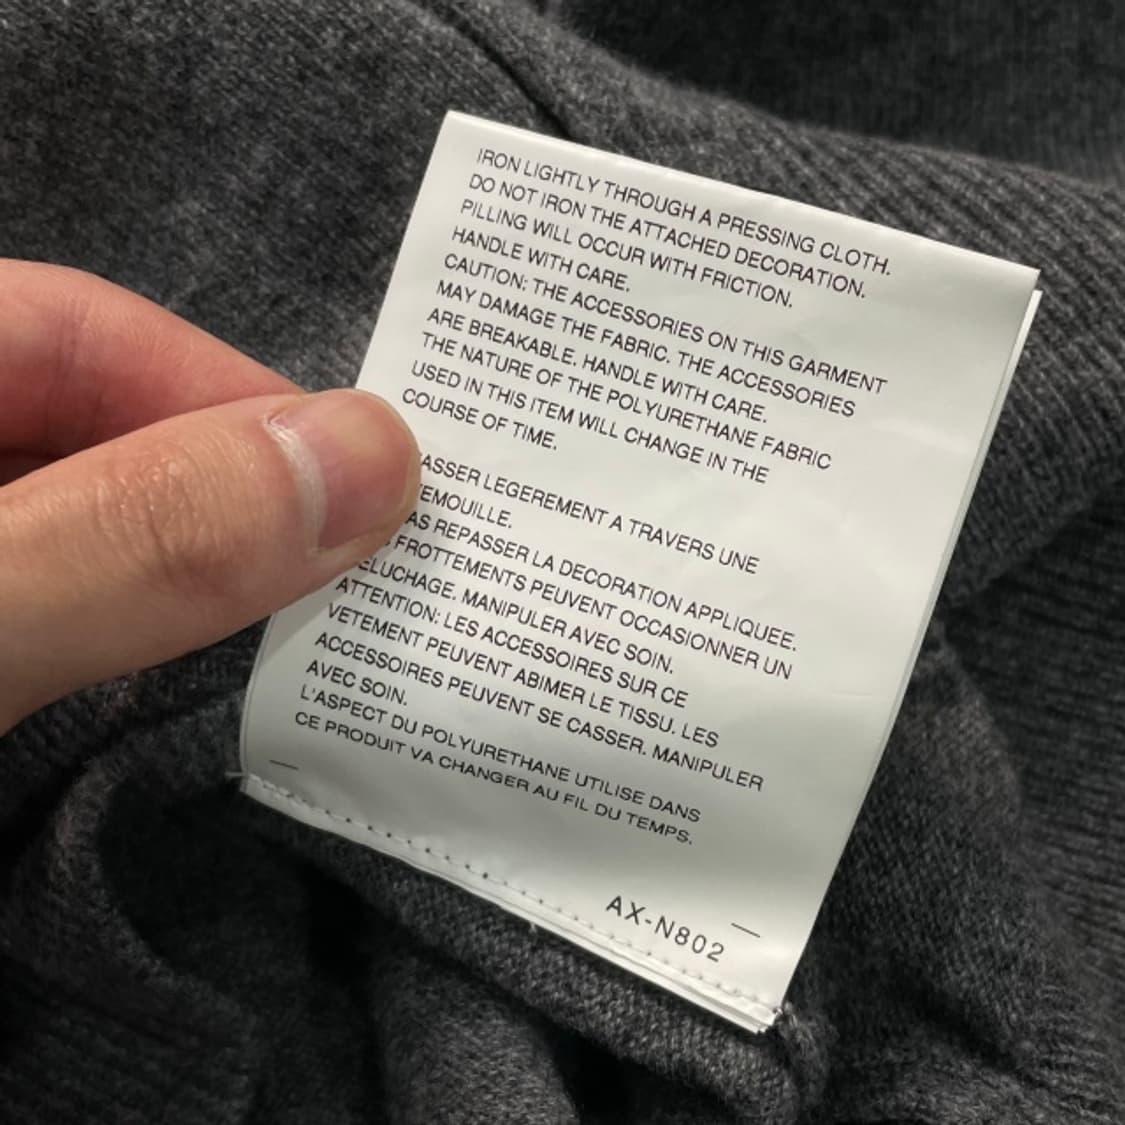 IRON LIGHTLY THROUGH A PRESSING CLOTH.
DO NOT IRON THE ATTACHED DECORATION.
PILLING WILL OCCUR WITH FRICTION.
HANDLE WITH CARE.
CAUTION: THE ACCESSORIES ON THIS GARMENT
MAY DAMAGE THE FABRIC. THE ACCESSORIES
ARE BREAKABLE. HANDLE WITH CARE.
THE NATURE OF THE POLYURETHANE FABRIC
USED IN THIS ITEM WILL CHANGE IN THE
COURSE OF TIME.
LEGEREMENT A TRAVERS UNE
REPASSER LA DECORATION APPLIQUEE.
FROTTEMENTS PEUVENT OCCASIONNER UN
MANIPULER AVEC SOIN.
ATTENTION: LES ACCESSOIRES SUR CE
VETEMENT PEUVENT ABIMER LE TISSU. LES
ACCESSOIRES PEUVENT SE CASSER. MANIPULER
AVEC SOIN.
L'ASPECT DU POLYURETHANE UTILISE DANS
CE PRODUIT VA CHANGER AU FIL DU TEMPS.
AX-N802